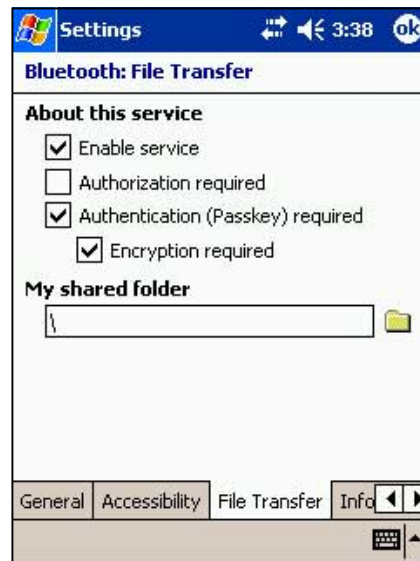 Settings 3:38 ok
Bluetooth: File Transfer
About this service
Enable service
Authorization required
Authentication (Passkey) required
Encryption required
My shared folder
\
General Accessibility File Transfer Info